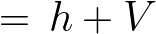 = h + V